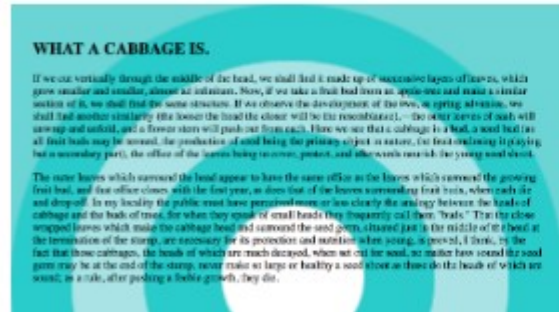 WHAT A CABBAGE IS.
If we cut vertically through the middle of the head, we shall find it made up of successive layers of leaves, which
grow smaller and smaller, almost ad infinitum. Now, if we take a fruit bud from an apple-tree and make a similar
section of it, we shall find the same structure. If we observe the development of the two, as spring advances, we
shall find another similarity (the looser the head the closer will be the resemblance),—the outer leaves of each will
unwrap and unfold, and a flower stem will push out from each. Here we see that a cabbage is a bud, a seed bud (as
all fruit buds may be termed, the production of seed being the primary object in nature, the fruit enclosing it playing
but a secondary part), the office of the leaves being to cover, protect, and afterwards nourish the young seed shoot.
The outer leaves which surround the head appear to have the same office as the leaves which surround the growing
fruit bud, and that office closes with the first year, as does that of the leaves surrounding fruit buds, when each die
and drop off. In my locality the public must have perceived more or less clearly the analogy between the heads of
cabbage and the buds of trees, for when they speak of small heads they frequently call them "buds." That the close
wrapped leaves which make the cabbage head and surround the seed germ, situated just in the middle of the head at
the termination of the stump, are necessary for its protection and nutrition when young, is proved, I think, by the
fact that those cabbages, the heads of which are much decayed, when set out for seed, no matter how sound the seed
germ may be at the end of the stump, never make so large or healthy a seed shoot as those do the heads of which are
sound; as a rule, after pushing a feeble growth, they die.